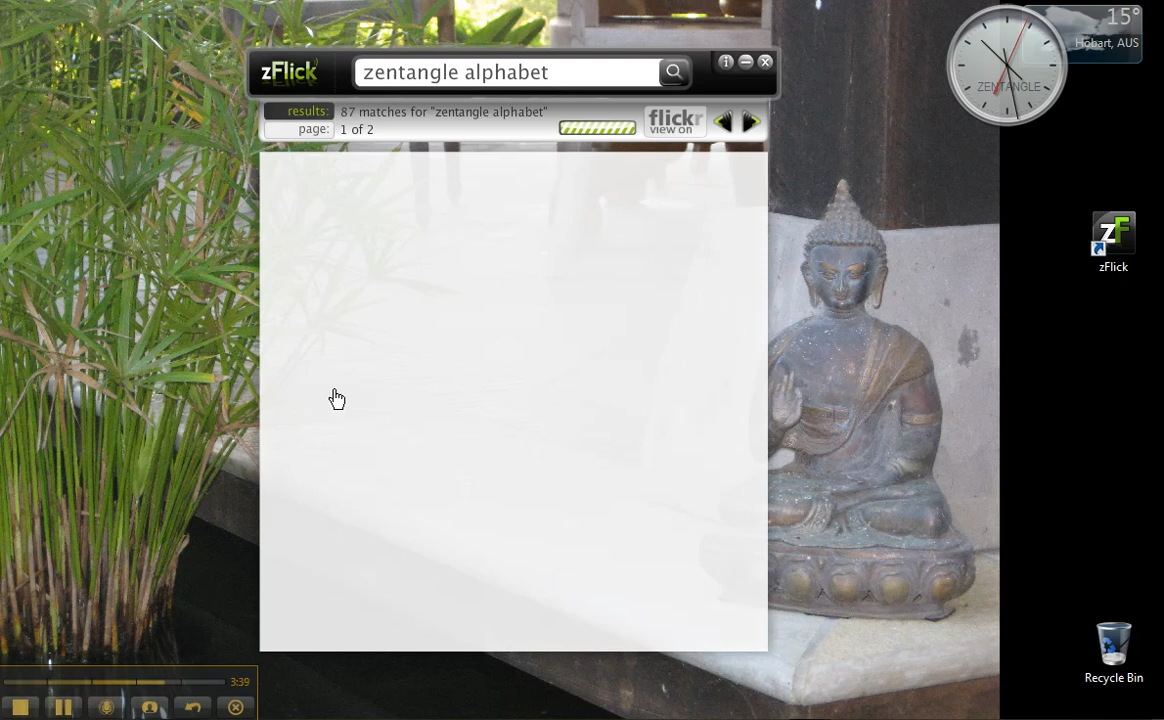 zFlick
zentangle alphabet
results: 87 matches for "zentangle alphabet"
page: 1 of 2
flickr
view on
15°
Hobart, AUS
ZENTANGLE
zF
zFlick
Recycle Bin
3:39